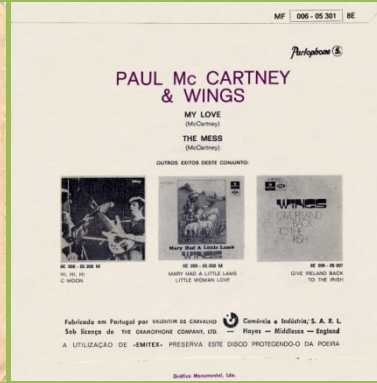 MF 006 - 05 301 8E
Parlophone
PAUL Mc CARTNEY
& WINGS
MY LOVE
(McCartney)
THE MESS
(McCartney)
OUTROS EXITOS DESTE CONJUNTO:
Mary Had A Little Lamb
WINGS
WINGS
GIVE IRELAND
BACK
TO THE
IRISH
HI, HI, HI
C MOON
MARY HAD A LITTLE LAMB
LITTLE WOMAN LOVE
GIVE IRELAND BACK
TO THE IRISH
Fabricado em Portugal por VALENTIM DE CARVALHO Comércio e Indústria, S. A. R. L.
Sob licença de THE GRAMOPHONE COMPANY, LTD. — Hayes — Middlesex — England
A UTILIZAÇÃO DE «EMITEX» PRESERVA ESTE DISCO PROTEGENDO-O DA POEIRA
Gráfica Monumental, Lda.